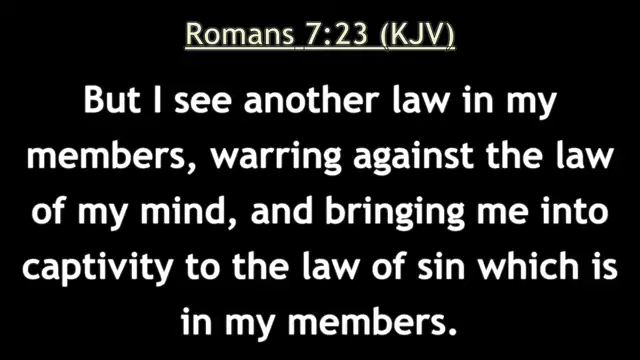 Romans 7:23 (KJV)
But I see another law in my
members, warring against the law
of my mind, and bringing me into
captivity to the law of sin which is
in my members.